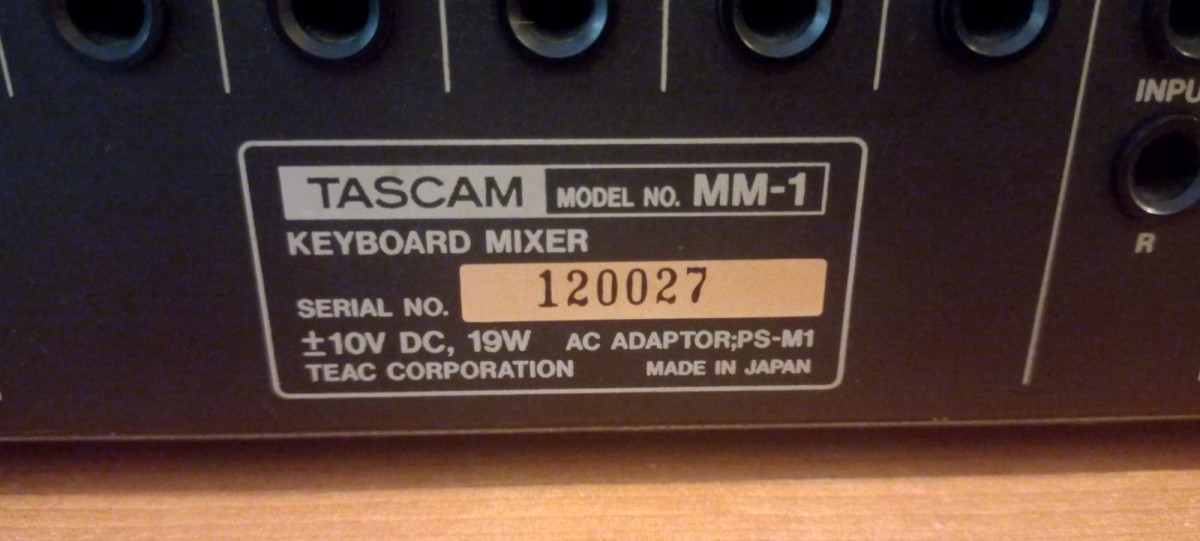 INPU
R
TASCAM MODEL NO. MM-1
KEYBOARD MIXER
SERIAL NO. 120027
±10V DC, 19W AC ADAPTOR;PS-M1
TEAC CORPORATION MADE IN JAPAN